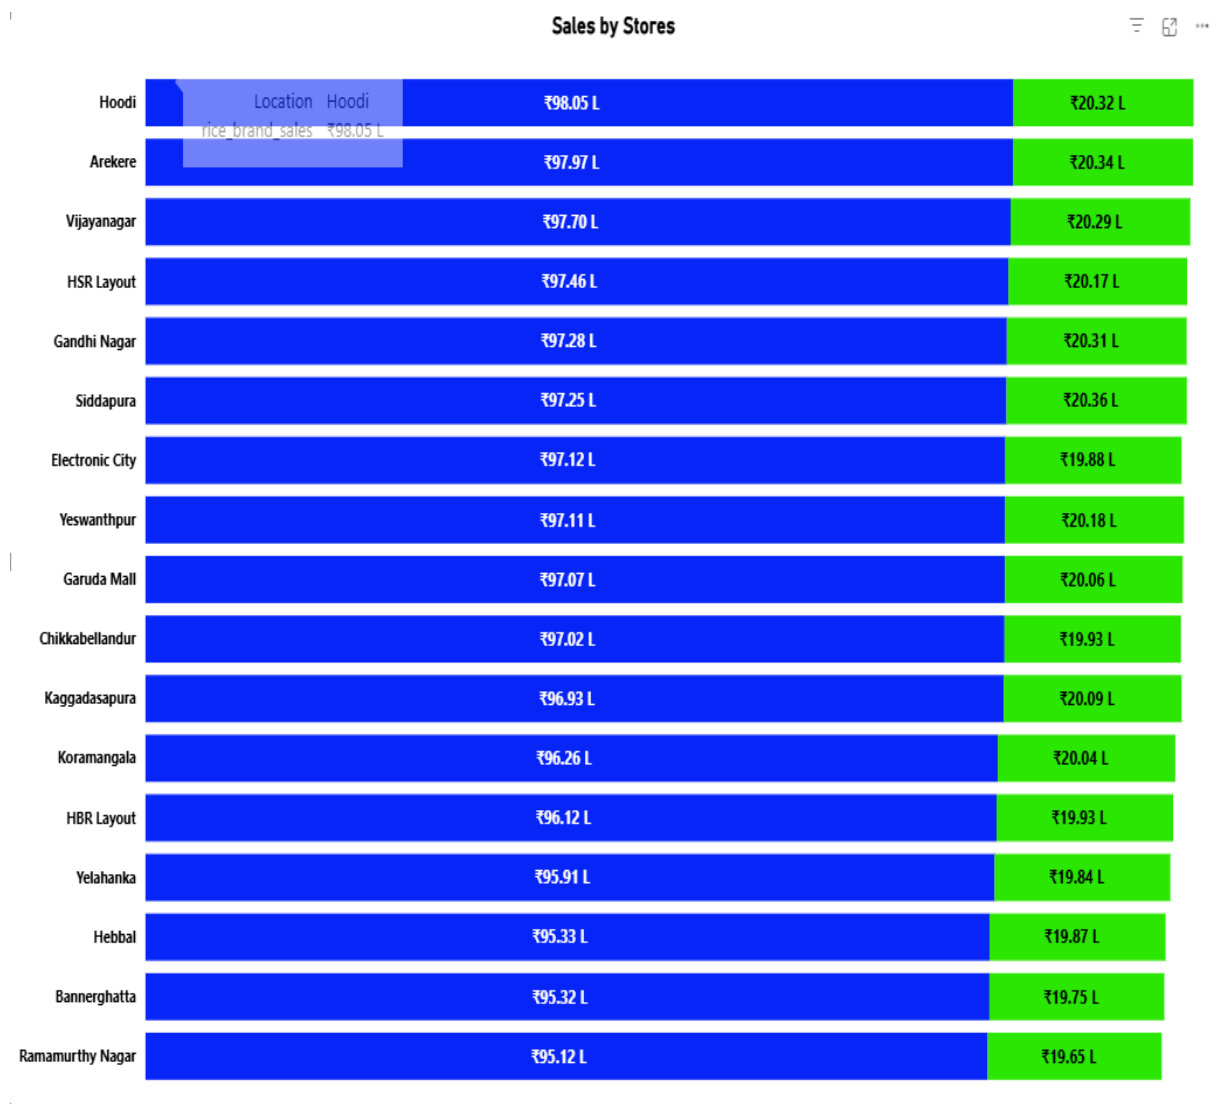 Sales by Stores
Hoodi ₹98.05 L ₹20.32 L
Location Hoodi
rice_brand_sales ₹98.05 L
Arekere ₹97.97 L ₹20.34 L
Vijayanagar ₹97.70 L ₹20.29 L
HSR Layout ₹97.46 L ₹20.17 L
Gandhi Nagar ₹97.28 L ₹20.31 L
Siddapura ₹97.25 L ₹20.36 L
Electronic City ₹97.12 L ₹19.88 L
Yeswanthpur ₹97.11 L ₹20.18 L
Garuda Mall ₹97.07 L ₹20.06 L
Chikkabellandur ₹97.02 L ₹19.93 L
Kaggadasapura ₹96.93 L ₹20.09 L
Koramangala ₹96.26 L ₹20.04 L
HBR Layout ₹96.12 L ₹19.93 L
Yelahanka ₹95.91 L ₹19.84 L
Hebbal ₹95.33 L ₹19.87 L
Bannerghatta ₹95.32 L ₹19.75 L
Ramamurthy Nagar ₹95.12 L ₹19.65 L